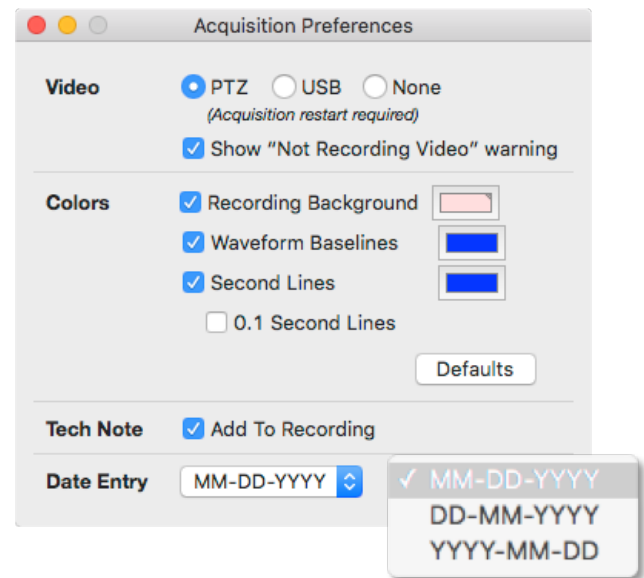 Acquisition Preferences
Video PTZ USB None
(Acquisition restart required)
Show “Not Recording Video” warning
Colors Recording Background
Waveform Baselines
Second Lines
0.1 Second Lines
Defaults
Tech Note Add To Recording
Date Entry MM-DD-YYYY
MM-DD-YYYY
DD-MM-YYYY
YYYY-MM-DD